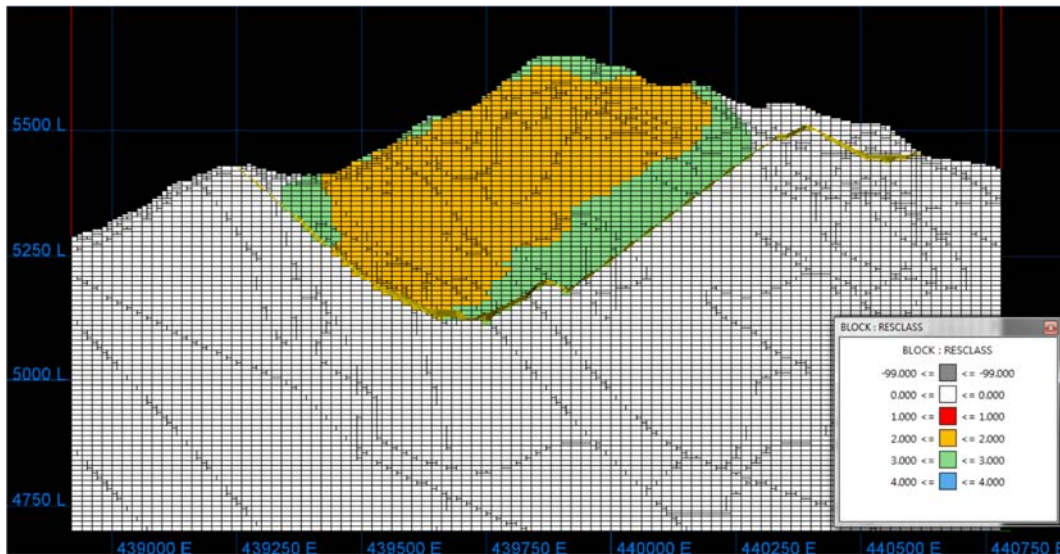 5500 L
5250 L
5000 L
4750 L
439000 E 439250 E 439500 E 439750 E 440000 E 440250 E 440500 E 440750
BLOCK : RESCLASS
BLOCK : RESCLASS
-99.000 <= <= -99.000
0.000 <= <= 0.000
1.000 <= <= 1.000
2.000 <= <= 2.000
3.000 <= <= 3.000
4.000 <= <= 4.000